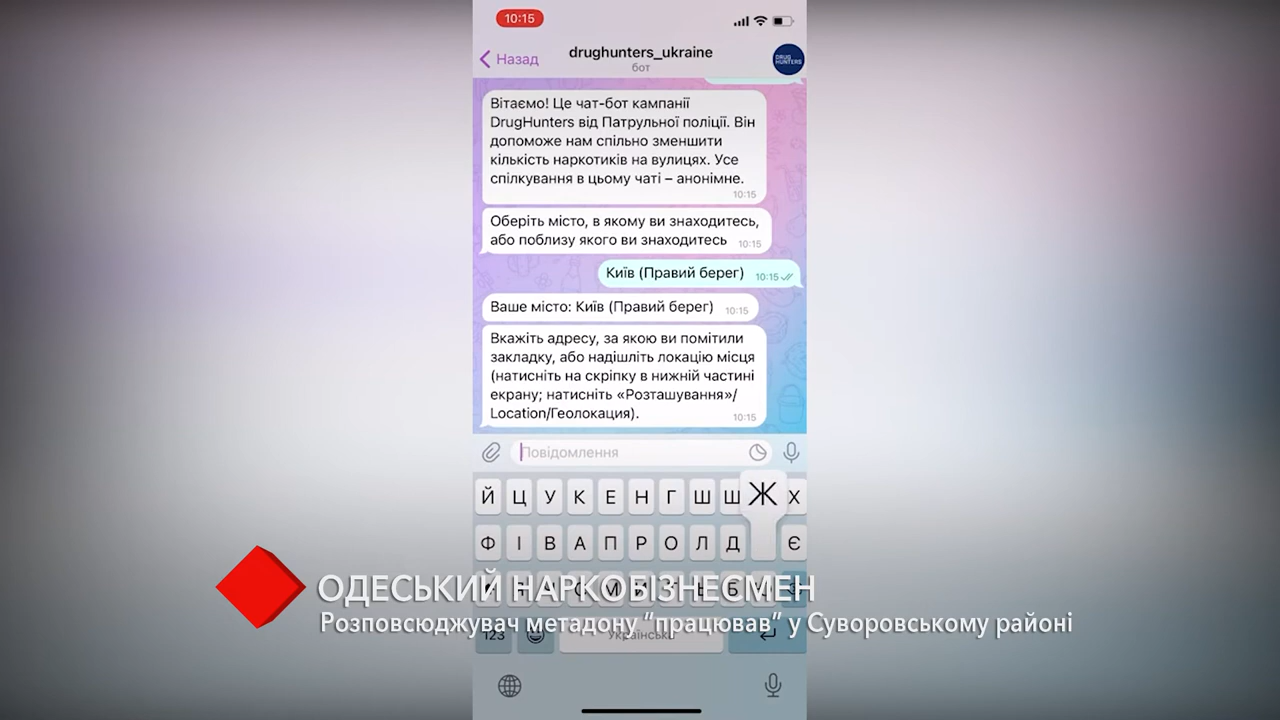 10:15
Назад
drughunters_ukraine
бот
DRUG
HUNTERS
Вітаємо! Це чат-бот кампанії
DrugHunters від Патрульної поліції. Він
допоможе нам спільно зменшити
кількість наркотиків на вулицях. Усе
спілкування в цьому чаті – анонімне.
10:15
Оберіть місто, в якому ви знаходитесь,
або поблизу якого ви знаходитесь 10:15
Київ (Правий берег) 10:15
Ваше місто: Київ (Правий берег) 10:15
Вкажіть адресу, за якою ви помітили
закладку, або надішліть локацію місця
(натисніть на скріпку в нижній частині
екрану; натисніть «Розташування»/
Location/Геолокация).
10:15
Повідомлення
Й Ц У К Е Н Г Ш Ж Х
Ф І В А П Р О Л Д Є
ОДЕСЬКИЙ НАРКОБІЗНЕСМЕН
Розповсюджувач метадону "працював" у Суворовському районі
123 Українська